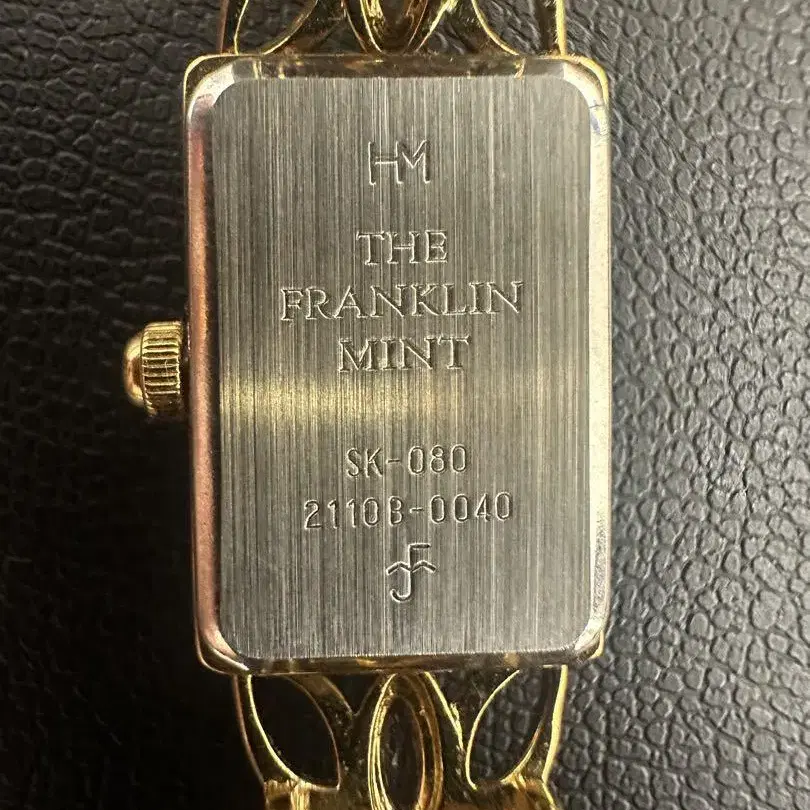 HM
THE
FRANKLIN
MINT
SK-080
2110B-0040